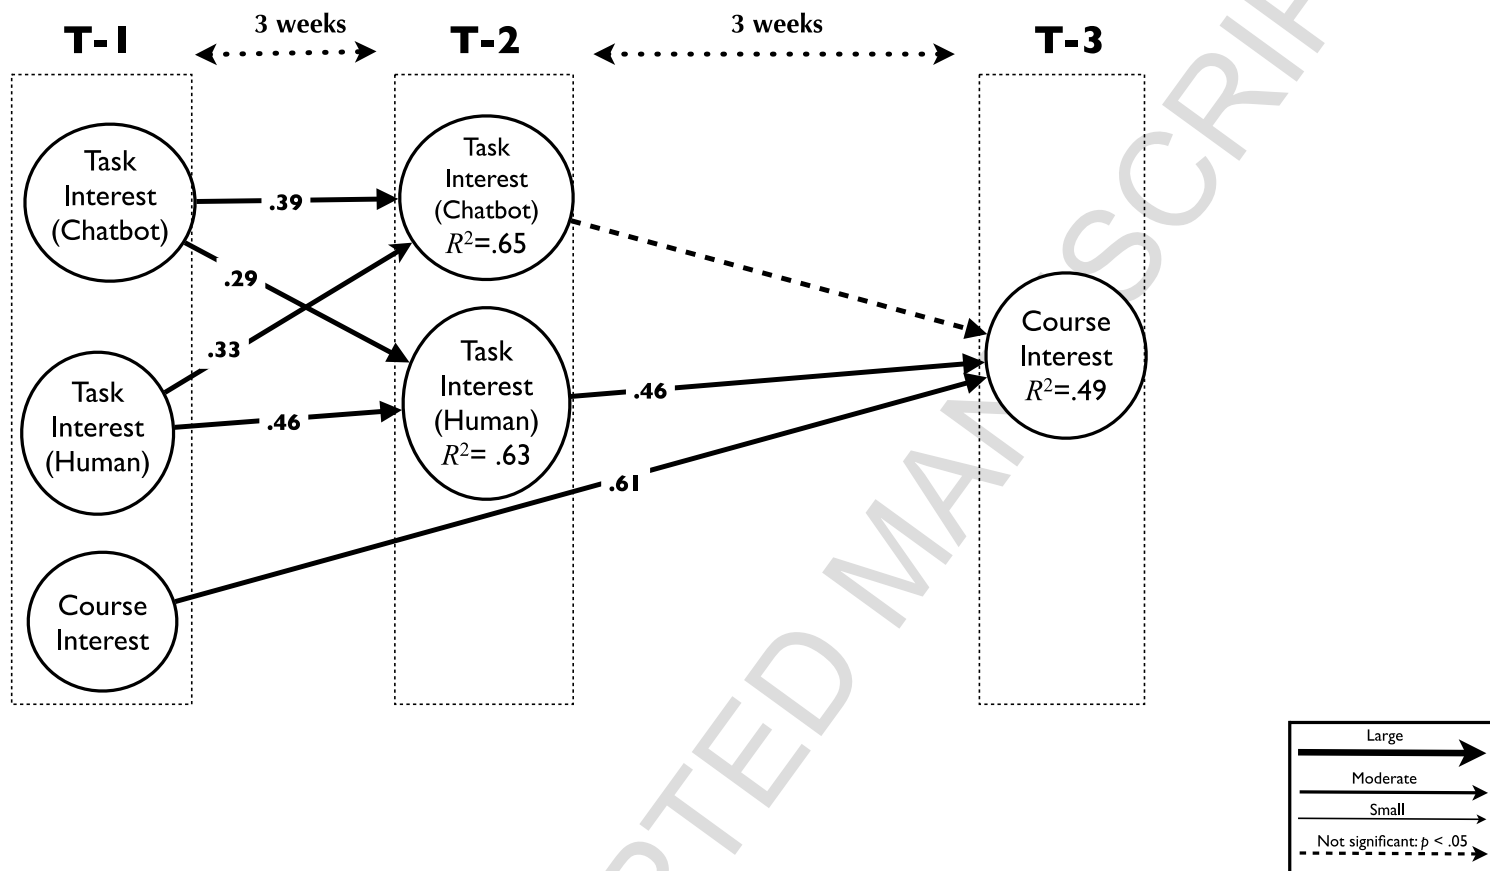 T-1
3 weeks
T-2
3 weeks
T-3
Task
Interest
(Chatbot)
Task
Interest
(Human)
Course
Interest
.39
.29
.33
.46
Task
Interest
(Chatbot)
R²=.65
Task
Interest
(Human)
R²= .63
.46
.61
Course
Interest
R²=.49
Large
Moderate
Small
Not significant: p < .05
RTED MANUSCRIP